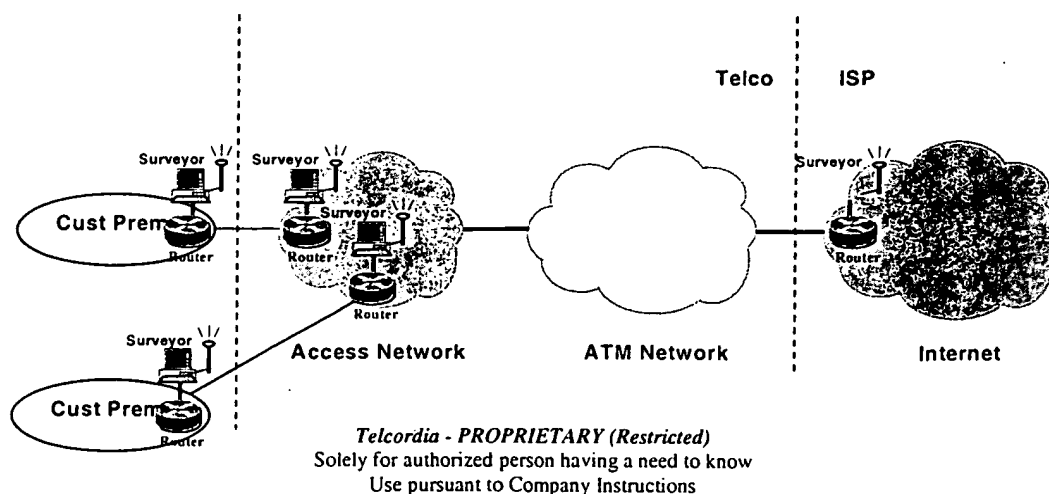 Telco
ISP
Surveyor
Surveyor
Surveyor
Surveyor
Cust Prem
Router
Router
Router
Router
Surveyor
Access Network
ATM Network
Internet
Cust Prem
Router
Telcordia - PROPRIETARY (Restricted)
Solely for authorized person having a need to know
Use pursuant to Company Instructions